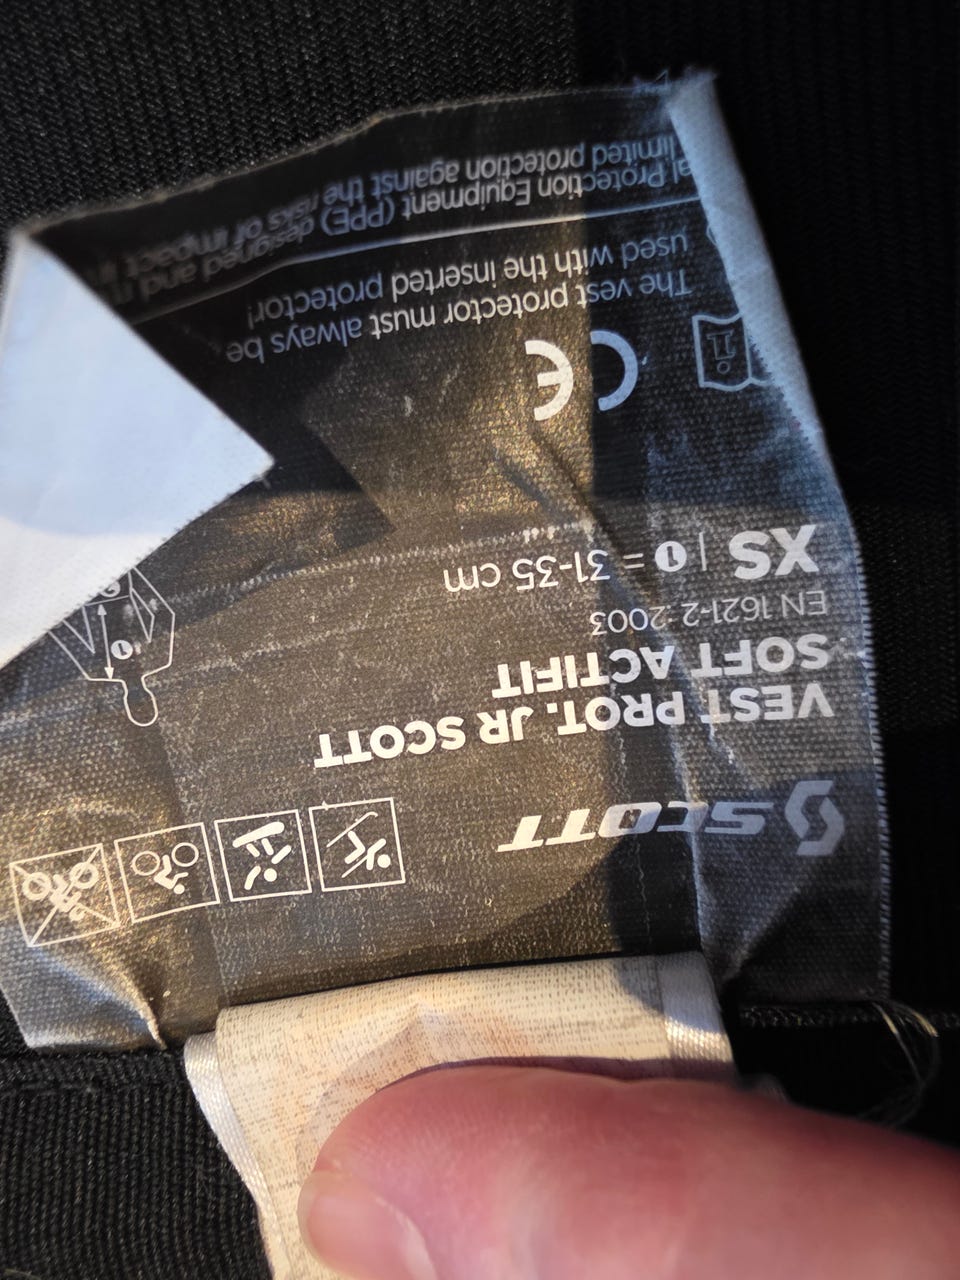 SCOTT
VEST PROT. JR SCOTT
SOFT ACTIFIT
EN 1621-2:2003
XS | 1 = 31-35 cm
1
CE
The vest protector must always be
used with the inserted protector!
al Protection Equipment (PPE) designed and
limited protection against the risks of impact in